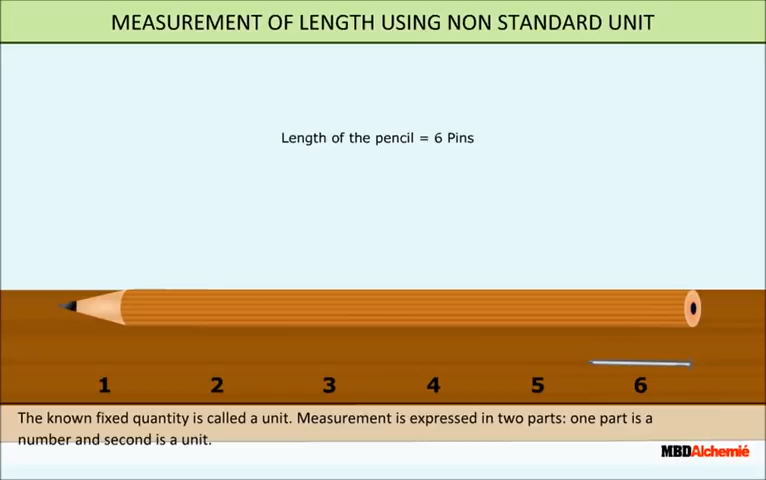 MEASUREMENT OF LENGTH USING NON STANDARD UNIT
Length of the pencil = 6 Pins
1 2 3 4 5 6
The known fixed quantity is called a unit. Measurement is expressed in two parts: one part is a
number and second is a unit.
MBDAlchemié